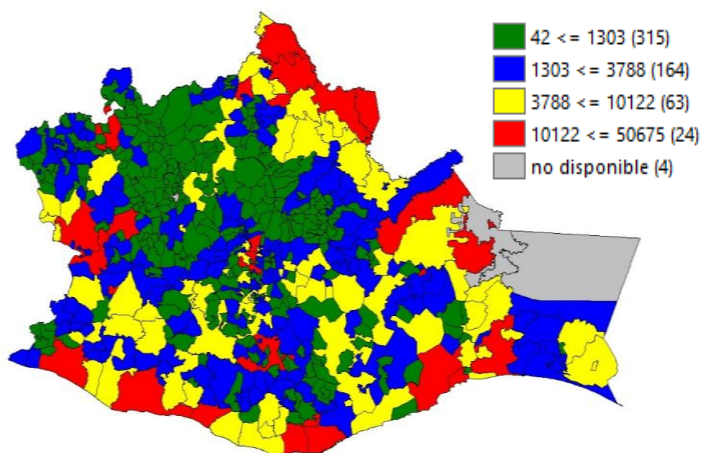 42 <= 1303 (315)
1303 <= 3788 (164)
3788 <= 10122 (63)
10122 <= 50675 (24)
no disponible (4)